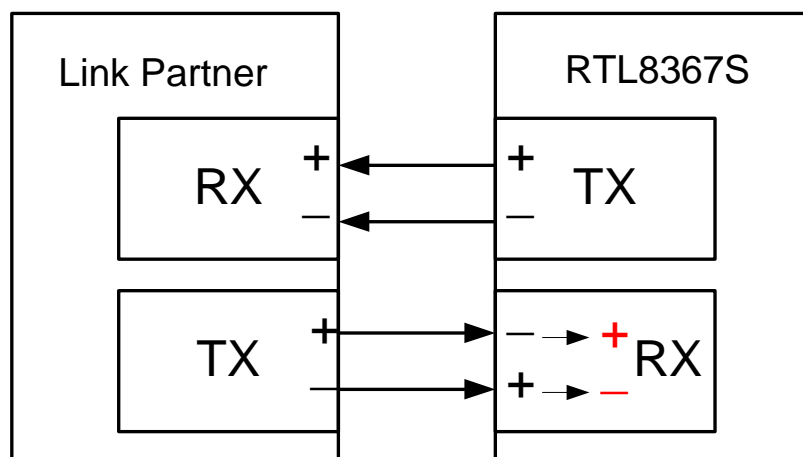 Link Partner
RTL8367S
RX + + TX
– –
TX + – + RX
– + –